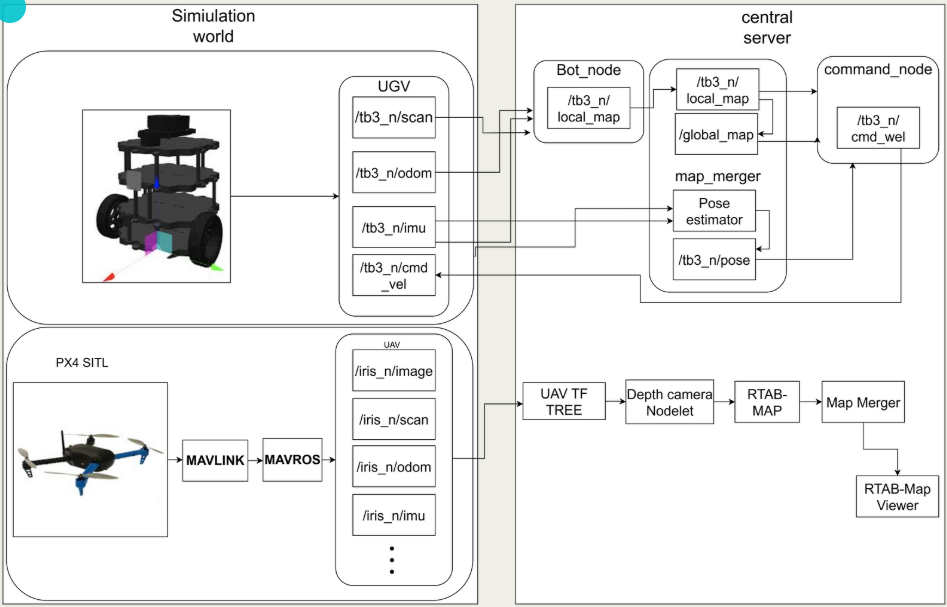 Simiulation
world
UGV
/tb3_n/scan
/tb3_n/odom
/tb3_n/imu
/tb3_n/cmd
_vel
PX4 SITL
MAVLINK
MAVROS
UAV
/iris_n/image
/iris_n/scan
/iris_n/odom
/iris_n/imu
central
server
Bot_node
/tb3_n/
local_map
/tb3_n/
local_map
/global_map
map_merger
Pose
estimator
/tb3_n/pose
command_node
/tb3_n/
cmd_wel
UAV TF
TREE
Depth camera
Nodelet
RTAB-
MAP
Map Merger
RTAB-Map
Viewer